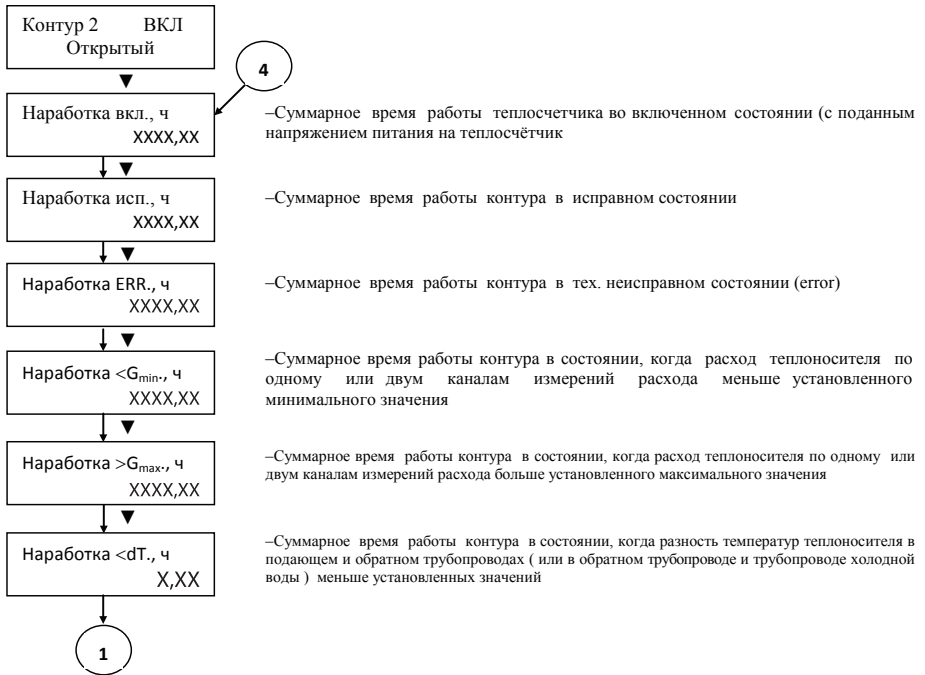 Контур 2 ВКЛ
Открытый
▼
4
Наработка вкл., ч
XXXX,XX
–Суммарное время работы теплосчетчика во включенном состоянии (с поданным
напряжением питания на теплосчётчик
▼
Наработка исп., ч
XXXX,XX
–Суммарное время работы контура в исправном состоянии
▼
Наработка ERR., ч
XXXX,XX
–Суммарное время работы контура в тех. неисправном состоянии (error)
▼
Наработка <Gmin., ч
XXXX,XX
–Суммарное время работы контура в состоянии, когда расход теплоносителя по
одному или двум каналам измерений расхода меньше установленного
минимального значения
▼
Наработка >Gmax., ч
XXXX,XX
–Суммарное время работы контура в состоянии, когда расход теплоносителя по одному или
двум каналам измерений расхода больше установленного максимального значения
▼
Наработка <dT., ч
X,XX
–Суммарное время работы контура в состоянии, когда разность температур теплоносителя в
подающем и обратном трубопроводах ( или в обратном трубопроводе и трубопроводе холодной
воды ) меньше установленных значений
1